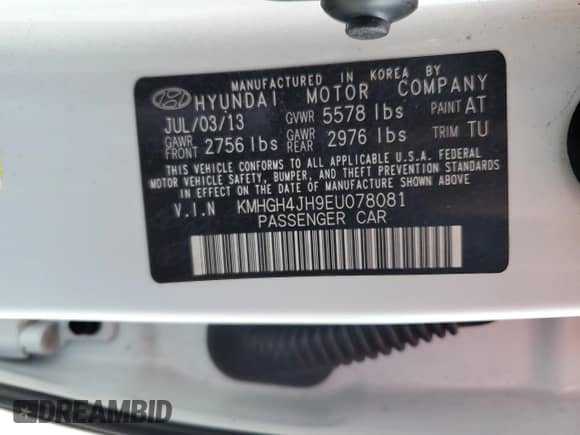 MANUFACTURED IN KOREA BY
HYUNDAI MOTOR COMPANY
JUL/03/13 GVWR 5578 lbs PAINT AT
GAWR FRONT 2756 lbs GAWR REAR 2976 lbs TRIM TU
THIS VEHICLE CONFORMS TO ALL APPLICABLE U.S.A. FEDERAL
MOTOR VEHICLE SAFETY, BUMPER, AND THEFT PREVENTION STANDARDS
IN EFFECT ON THE DATE OF MANUFACTURE SHOWN ABOVE.
V.I.N KMHGH4JH9EU078081
PASSENGER CAR
DREAMBID